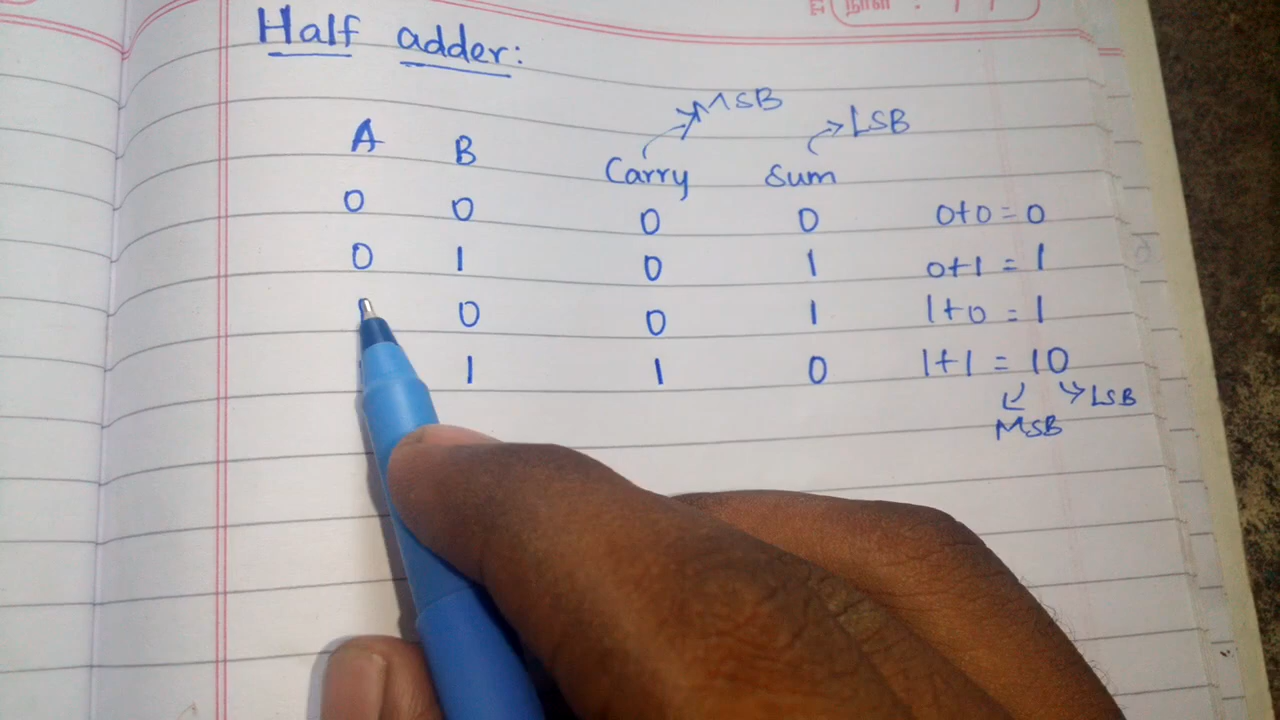 நாள் :
Half adder:
MSB
LSB
A B Carry Sum
0 0 0 0 0+0=0
0 1 0 1 0+1=1
0 0 1 1+0=1
1 1 0 1+1=10
MSB LSB